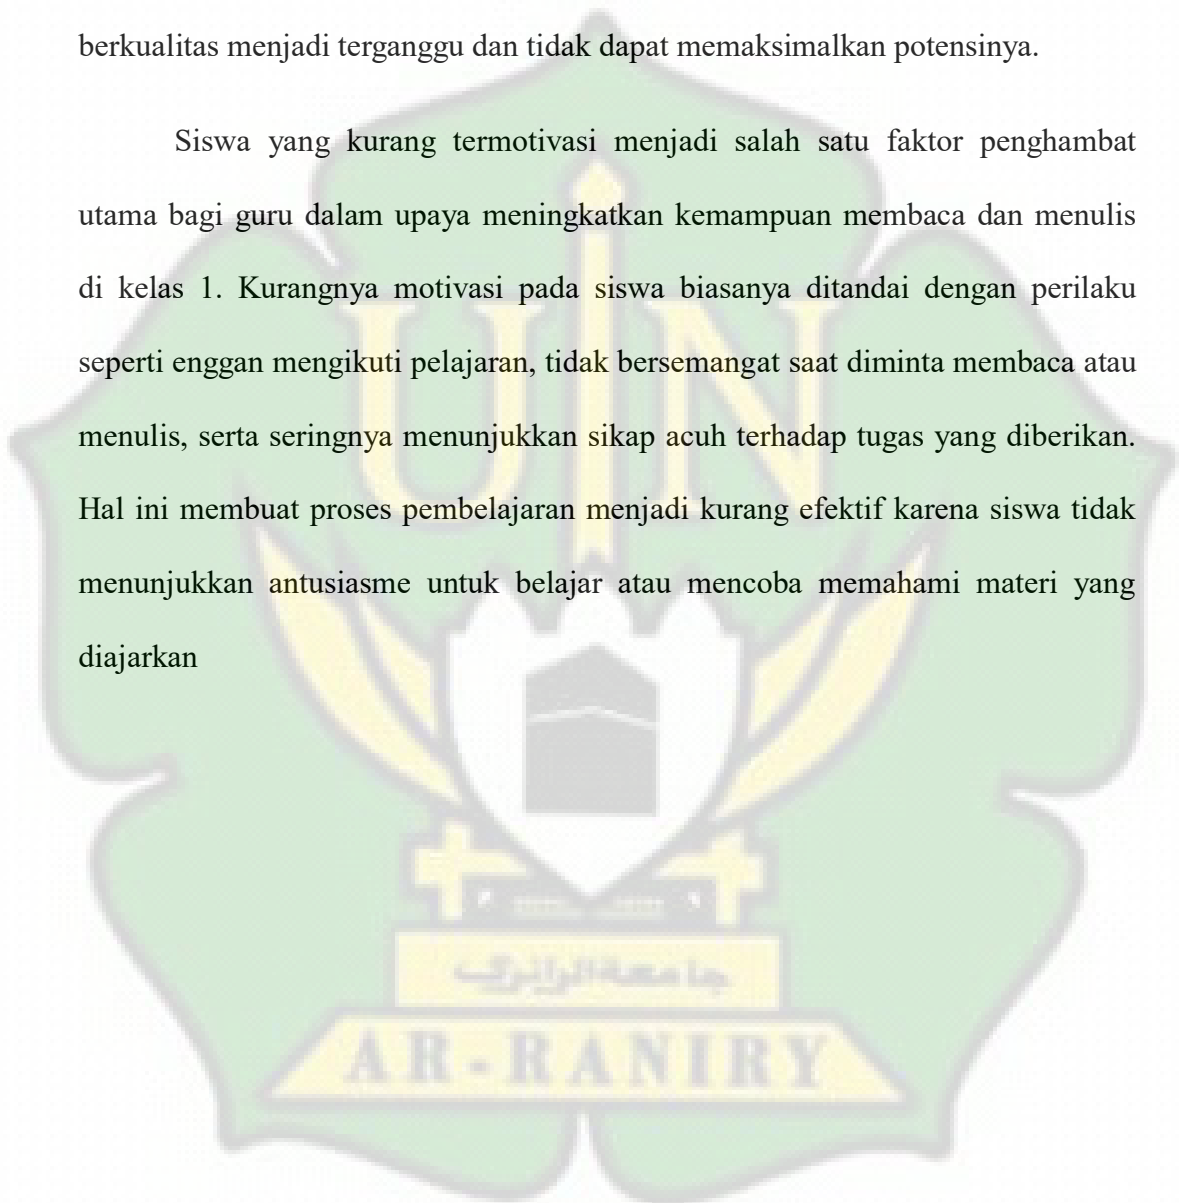 berkualitas menjadi terganggu dan tidak dapat memaksimalkan potensinya.
Siswa yang kurang termotivasi menjadi salah satu faktor penghambat
utama bagi guru dalam upaya meningkatkan kemampuan membaca dan menulis
di kelas 1. Kurangnya motivasi pada siswa biasanya ditandai dengan perilaku
seperti enggan mengikuti pelajaran, tidak bersemangat saat diminta membaca atau
menulis, serta seringnya menunjukkan sikap acuh terhadap tugas yang diberikan.
Hal ini membuat proses pembelajaran menjadi kurang efektif karena siswa tidak
menunjukkan antusiasme untuk belajar atau mencoba memahami materi yang
diajarkan
UIN
جامعة الرانري
AR-RANIRY